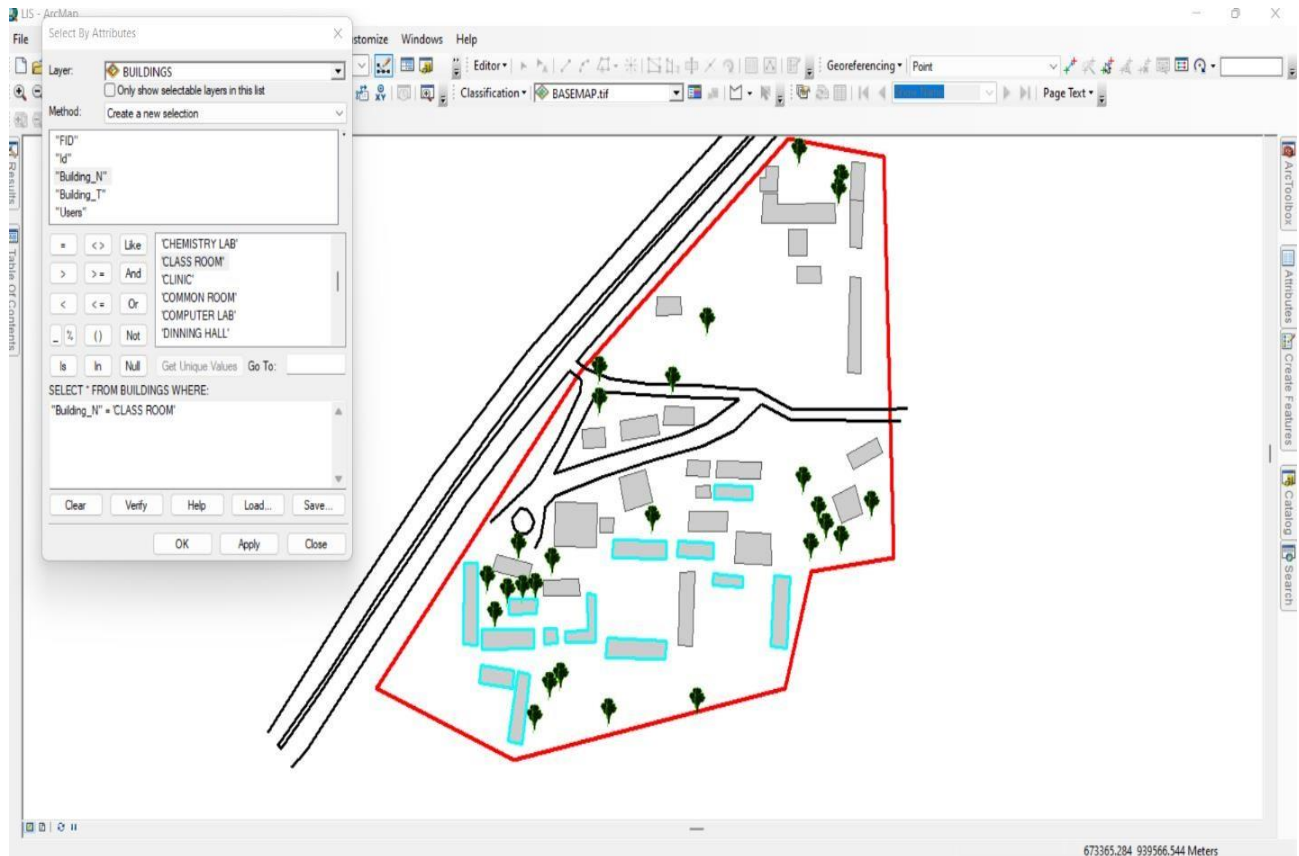 LIS - ArcMap
File
stomize Windows Help
Select By Attributes
Layer: BUILDINGS
Only show selectable layers in this list
Method: Create a new selection
"FID"
"Id"
"Building_N"
"Building_T"
"Users"
= <> Like
> >= And
< <= Or
_ % () Not
Is In Null
'CHEMISTRY LAB'
'CLASS ROOM'
'CLINIC'
'COMMON ROOM'
'COMPUTER LAB'
'DINNING HALL'
Get Unique Values Go To:
SELECT * FROM BUILDINGS WHERE:
"Building_N" = 'CLASS ROOM'
Clear Verify Help Load... Save...
OK Apply Close
Editor
Georeferencing Point
Classification BASEMAP.tif
Page Text
Results
Table Of Contents
ArcToolbox
Attributes
Create Features
Catalog
Search
673365.284 939566.544 Meters